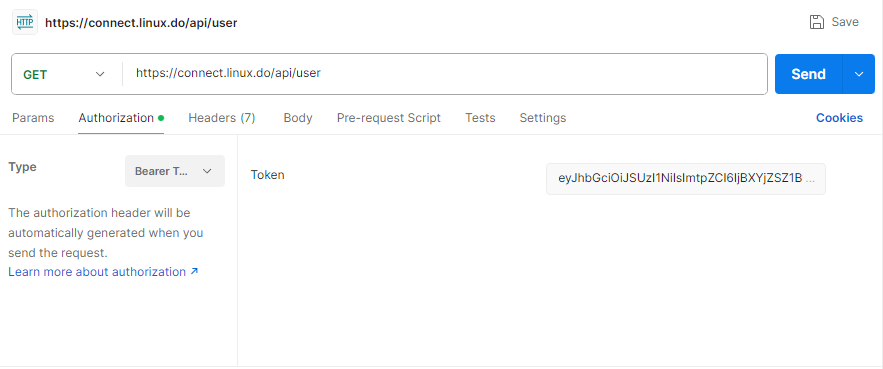 HTTP
https://connect.linux.do/api/user
Save
GET
https://connect.linux.do/api/user
Send
Params
Authorization
Headers (7)
Body
Pre-request Script
Tests
Settings
Cookies
Type
Bearer T...
The authorization header will be
automatically generated when you
send the request.
Learn more about authorization ↗
Token
eyJhbGciOiJSUzI1NiIsImtpZCI6IjBXYjZSZ1B ...